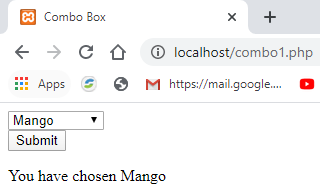 Combo Box
localhost/combo1.php
Apps
https://mail.google....
Mango
Submit
You have chosen Mango